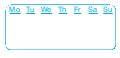 Mo Tu We Th Fr Sa Su